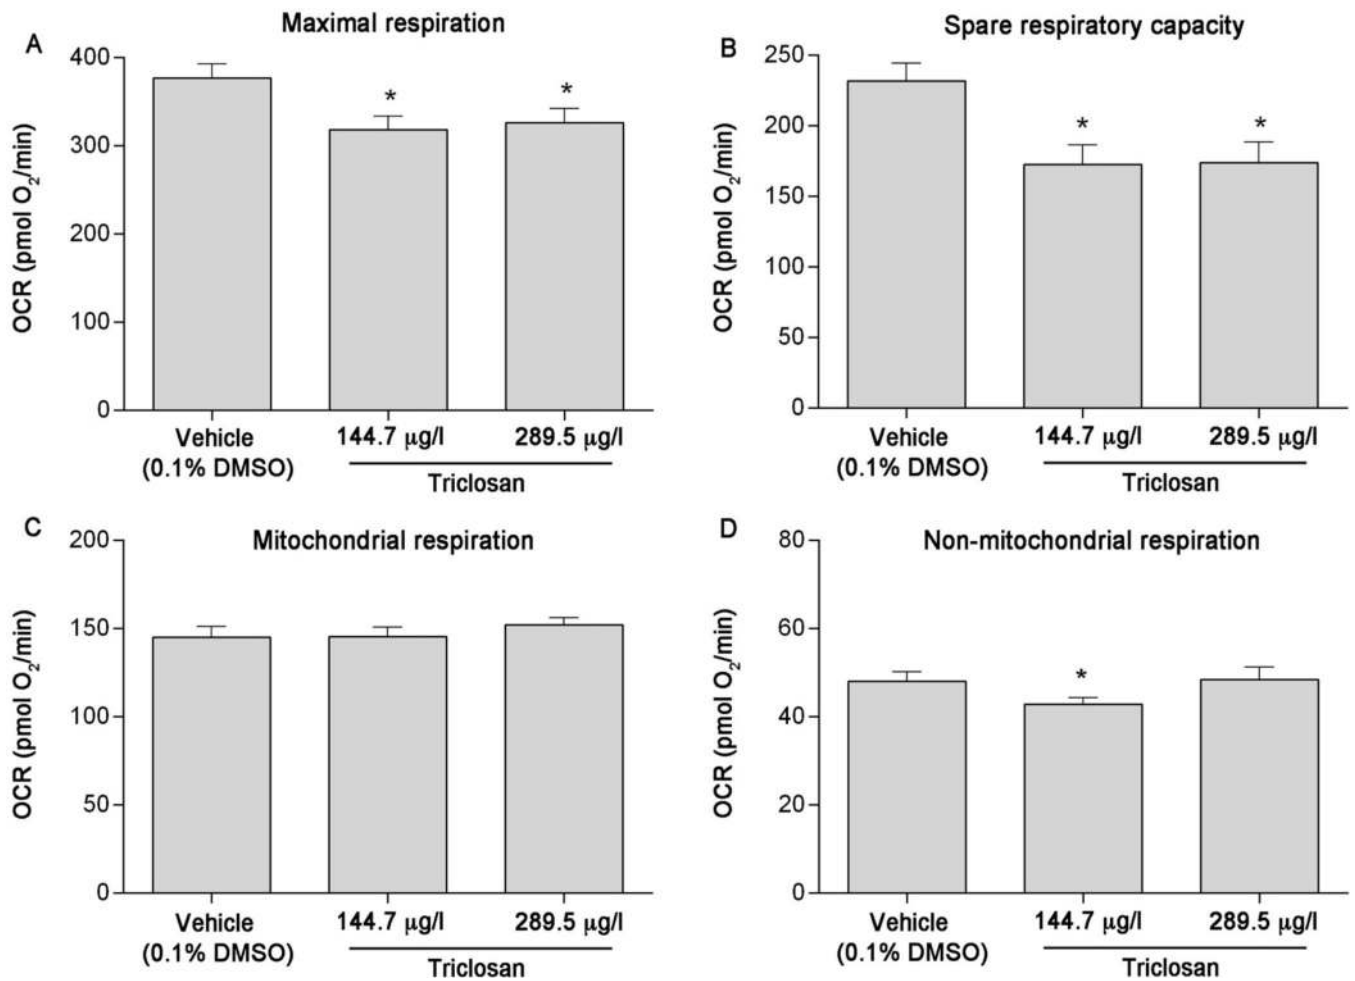 A
Maximal respiration
OCR (pmol O2/min)
400
300
200
100
0
*
*
Vehicle
(0.1% DMSO)
144.7 µg/l
289.5 µg/l
Triclosan
B
Spare respiratory capacity
OCR (pmol O2/min)
250
200
150
100
50
0
*
*
Vehicle
(0.1% DMSO)
144.7 µg/l
289.5 µg/l
Triclosan
C
Mitochondrial respiration
OCR (pmol O2/min)
200
150
100
50
0
Vehicle
(0.1% DMSO)
144.7 µg/l
289.5 µg/l
Triclosan
D
Non-mitochondrial respiration
OCR (pmol O2/min)
80
60
40
20
0
*
Vehicle
(0.1% DMSO)
144.7 µg/l
289.5 µg/l
Triclosan